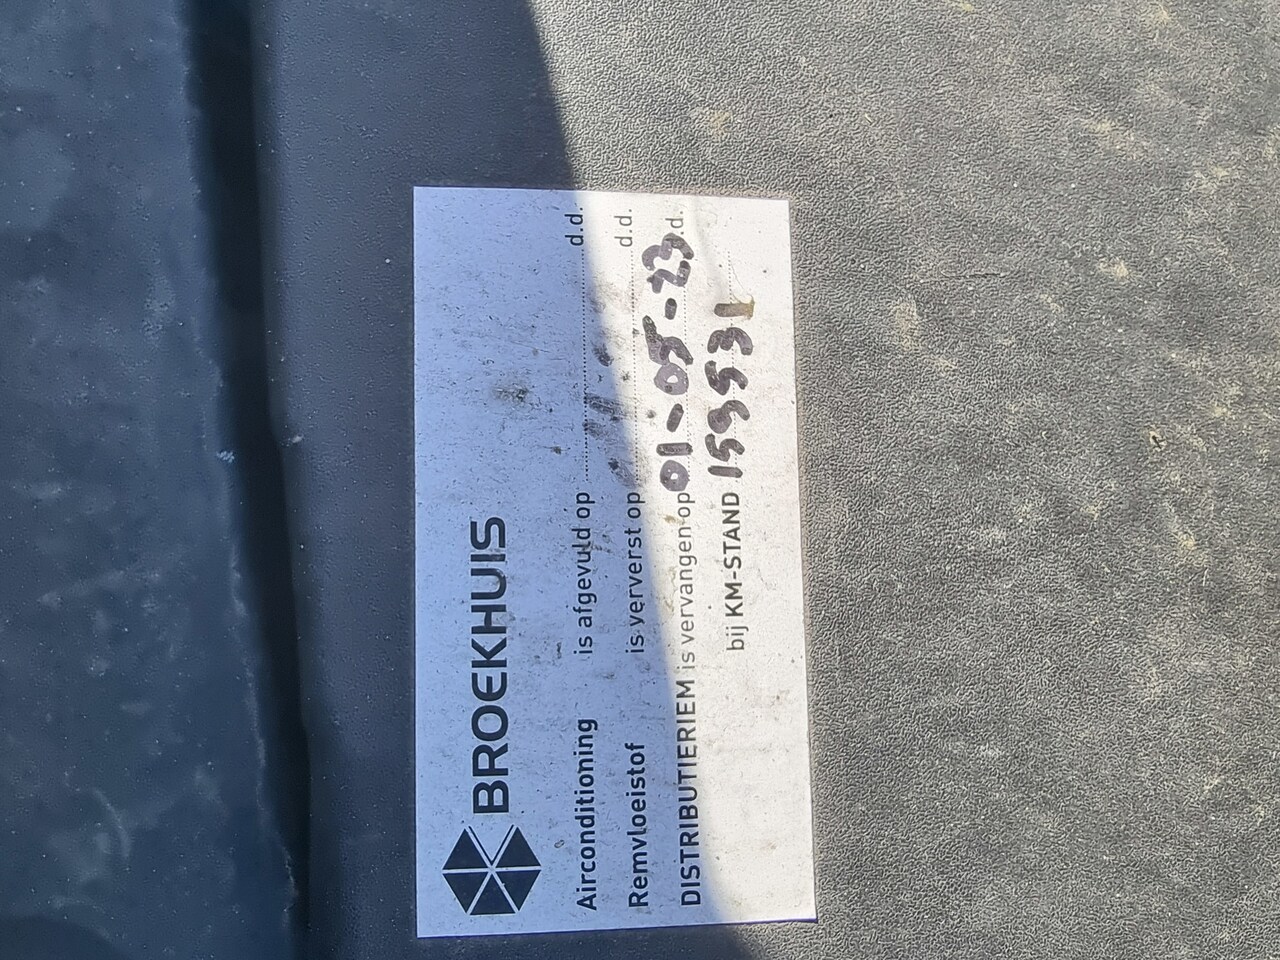 BROEKHUIS
Airconditioning is afgevuld op d.d.
Remvloeistof is ververst op d.d.
DISTRIBUTIERIEM is vervangen op 01-05-23 d.d.
bij KM-STAND 159531